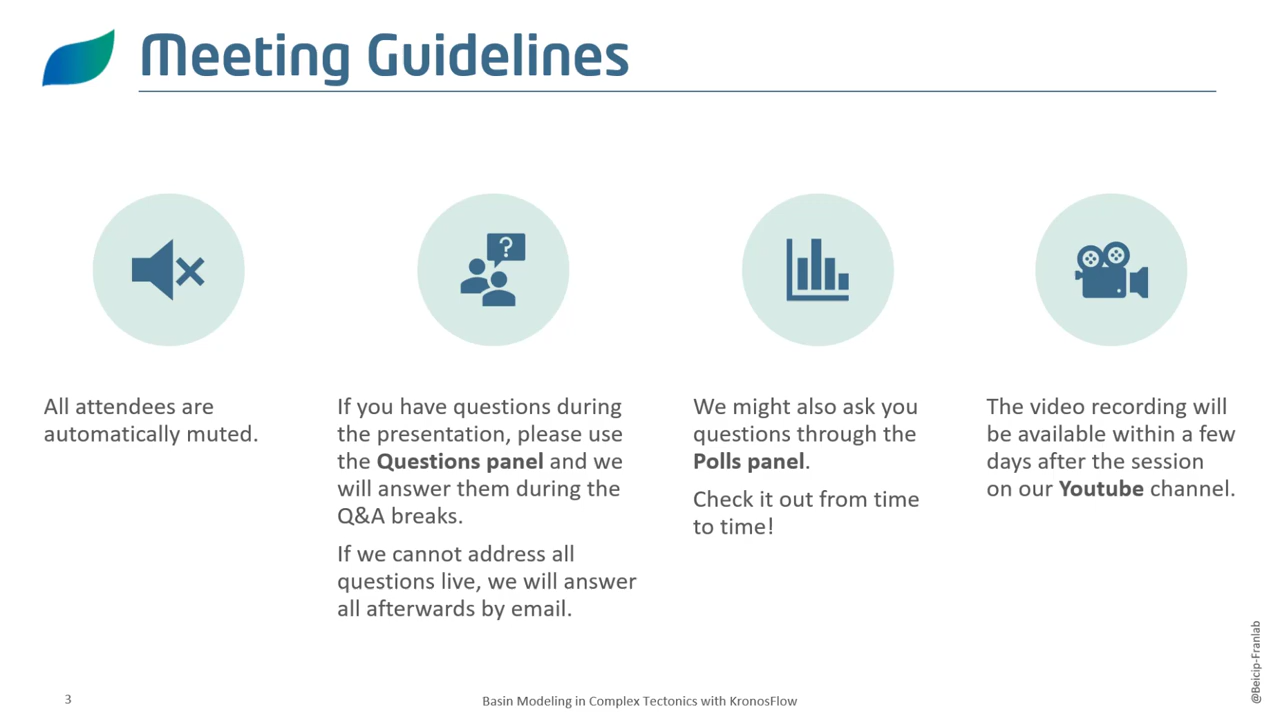 Meeting Guidelines
All attendees are
automatically muted.
If you have questions during
the presentation, please use
the Questions panel and we
will answer them during the
Q&A breaks.
If we cannot address all
questions live, we will answer
all afterwards by email.
We might also ask you
questions through the
Polls panel.
Check it out from time
to time!
The video recording will
be available within a few
days after the session
on our Youtube channel.
@Beicip-Franlab
3
Basin Modeling in Complex Tectonics with KronosFlow